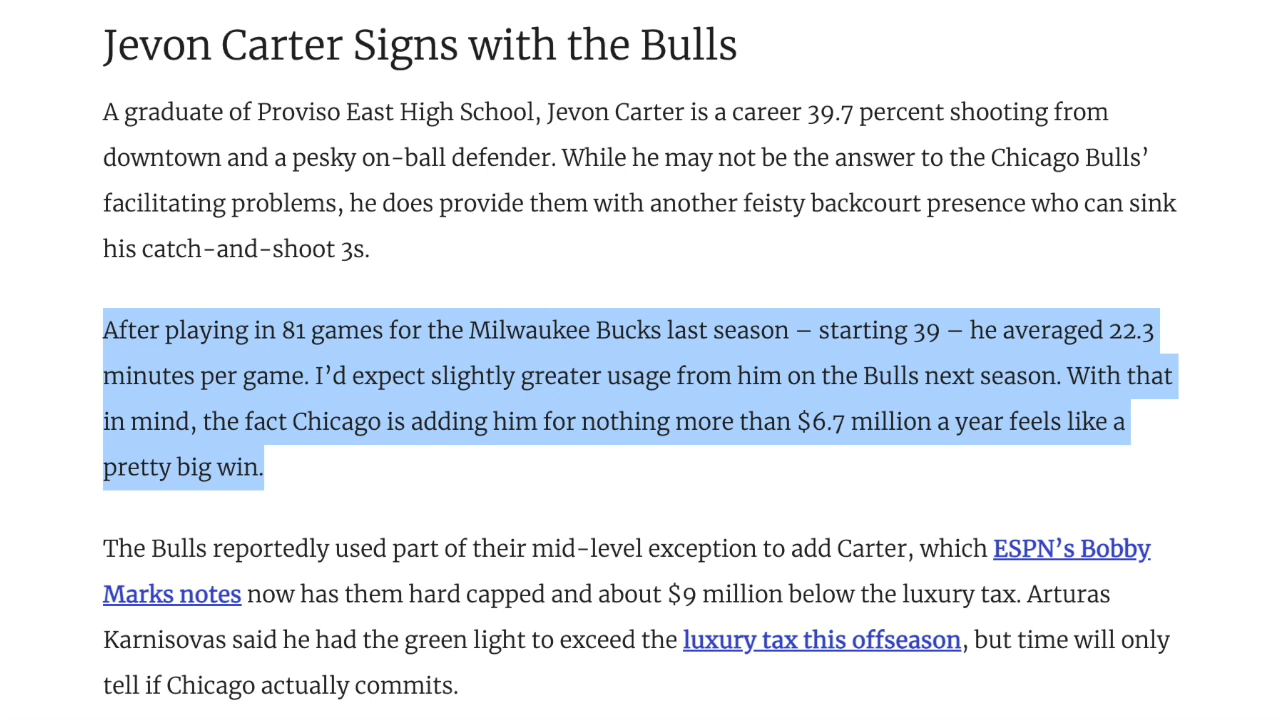 Jevon Carter Signs with the Bulls
A graduate of Proviso East High School, Jevon Carter is a career 39.7 percent shooting from
downtown and a pesky on-ball defender. While he may not be the answer to the Chicago Bulls’
facilitating problems, he does provide them with another feisty backcourt presence who can sink
his catch-and-shoot 3s.
After playing in 81 games for the Milwaukee Bucks last season – starting 39 – he averaged 22.3
minutes per game. I’d expect slightly greater usage from him on the Bulls next season. With that
in mind, the fact Chicago is adding him for nothing more than $6.7 million a year feels like a
pretty big win.
The Bulls reportedly used part of their mid-level exception to add Carter, which ESPN’s Bobby
Marks notes now has them hard capped and about $9 million below the luxury tax. Arturas
Karnisovas said he had the green light to exceed the luxury tax this offseason, but time will only
tell if Chicago actually commits.